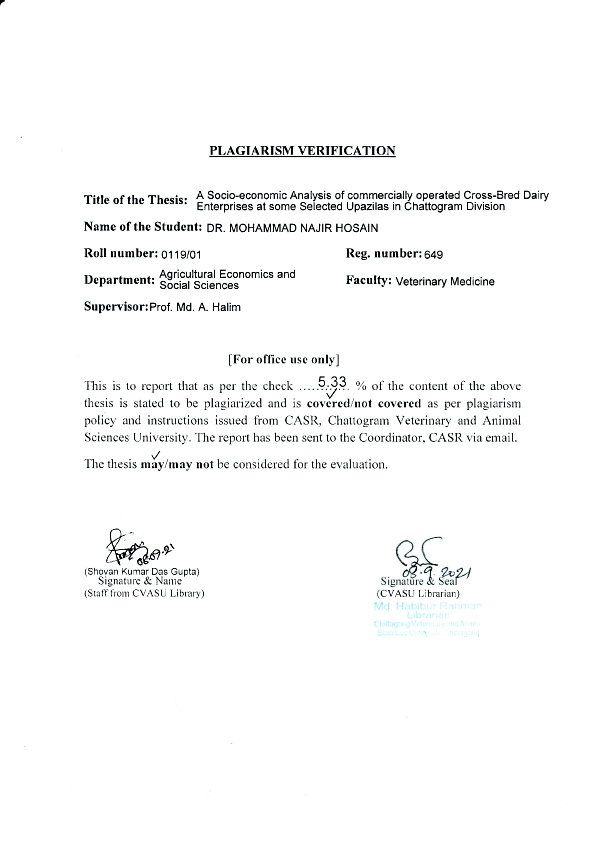 PLAGIARISM VERIFICATION
Title of the Thesis: A Socio-economic Analysis of commercially operated Cross-Bred Dairy
Enterprises at some Selected Upazilas in Chattogram Division
Name of the Student: DR. MOHAMMAD NAJIR HOSAIN
Roll number: 0119/01 Reg. number: 649
Department: Agricultural Economics and
Social Sciences Faculty: Veterinary Medicine
Supervisor: Prof. Md. A. Halim
[For office use only]
This is to report that as per the check .....5.33. % of the content of the above
thesis is stated to be plagiarized and is covered/not covered as per plagiarism
policy and instructions issued from CASR, Chattogram Veterinary and Animal
Sciences University. The report has been sent to the Coordinator, CASR via email.
The thesis may/may not be considered for the evaluation.
08.09.21
(Shovan Kumar Das Gupta)
Signature & Name
(Staff from CVASU Library)
08.9.2021
Signature & Seal
(CVASU Librarian)
Md. Habibur Rahman
Librarian
Chittagong Veterinary and Animal
Sciences University Chittagong